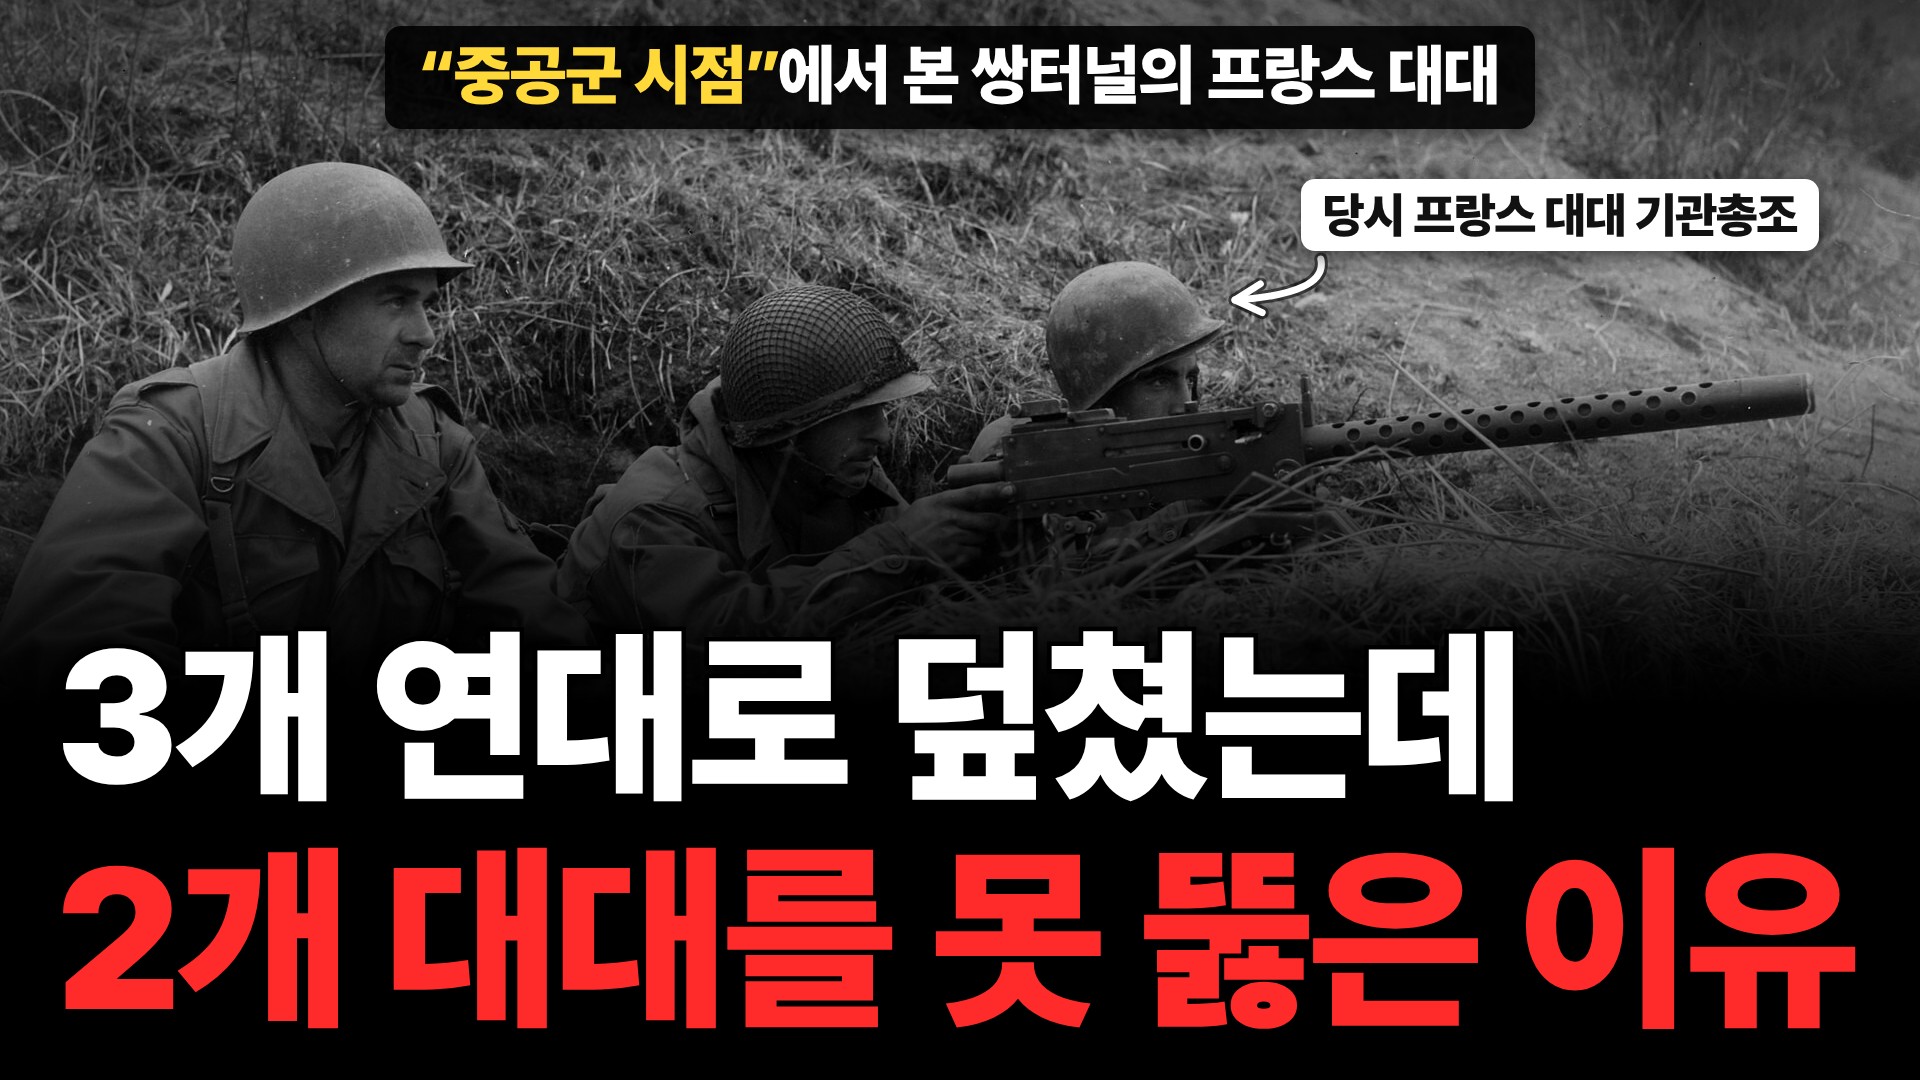 “중공군 시점”에서 본 쌍터널의 프랑스 대대
당시 프랑스 대대 기관총조
3개 연대로 덮쳤는데
2개 대대를 못 뚫은 이유